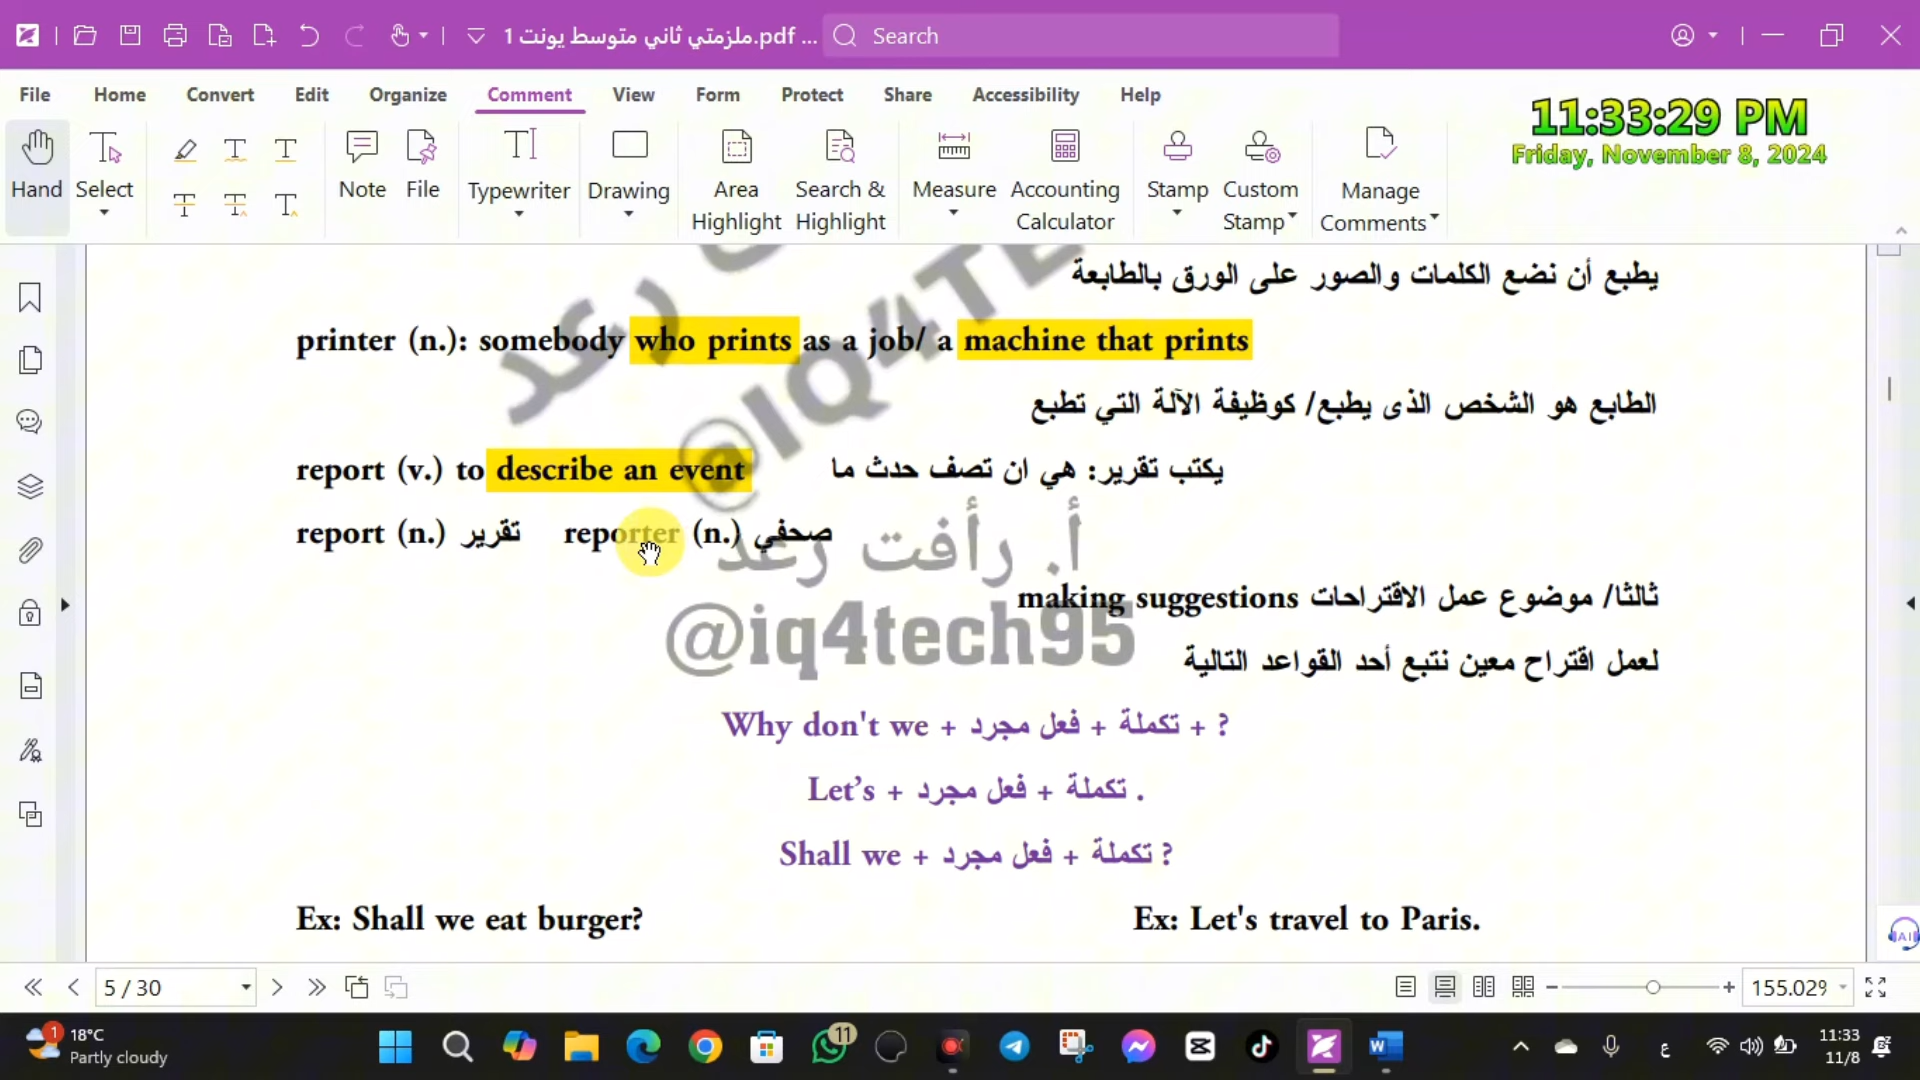 1 ملزمتي ثاني متوسط يونت.pdf ...
Search
File Home Convert Edit Organize Comment View Form Protect Share Accessibility Help
11:33:29 PM
Friday, November 8, 2024
Hand Select Note File Typewriter Drawing Area Highlight Search & Highlight Measure Accounting Calculator Stamp Custom Stamp Manage Comments
يطبع أن نضع الكلمات والصور على الورق بالطابعة
printer (n.): somebody who prints as a job/ a machine that prints
الطابع هو الشخص الذى يطبع/ كوظيفة الآلة التي تطبع
report (v.) to describe an event يكتب تقرير: هي ان تصف حدث ما
report (n.) تقرير reporter (n.) صحفي
أ. رأفت رعد
ثالثا/ موضوع عمل الاقتراحات making suggestions
@iq4tech95
لعمل اقتراح معين نتبع أحد القواعد التالية
Why don't we + فعل مجرد + تكملة + ?
Let’s + فعل مجرد + تكملة .
Shall we + فعل مجرد + تكملة ?
Ex: Shall we eat burger? Ex: Let's travel to Paris.
AI
5 / 30
155.029
1 18°C
Partly cloudy
11
ع
11:33
11/8